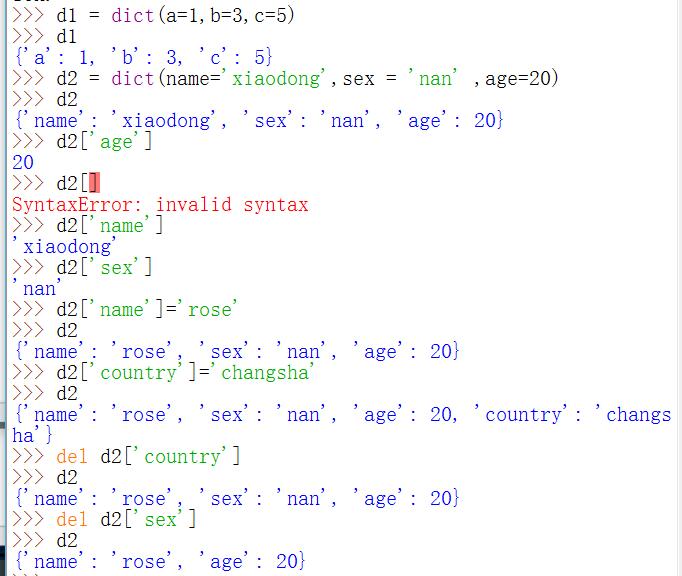 >>> d1 = dict(a=1,b=3,c=5)
>>> d1
{'a': 1, 'b': 3, 'c': 5}
>>> d2 = dict(name='xiaodong',sex = 'nan' ,age=20)
>>> d2
{'name': 'xiaodong', 'sex': 'nan', 'age': 20}
>>> d2['age']
20
>>> d2[]
SyntaxError: invalid syntax
>>> d2['name']
'xiaodong'
>>> d2['sex']
'nan'
>>> d2['name']='rose'
>>> d2
{'name': 'rose', 'sex': 'nan', 'age': 20}
>>> d2['country']='changsha'
>>> d2
{'name': 'rose', 'sex': 'nan', 'age': 20, 'country': 'changs
ha'}
>>> del d2['country']
>>> d2
{'name': 'rose', 'sex': 'nan', 'age': 20}
>>> del d2['sex']
>>> d2
{'name': 'rose', 'age': 20}